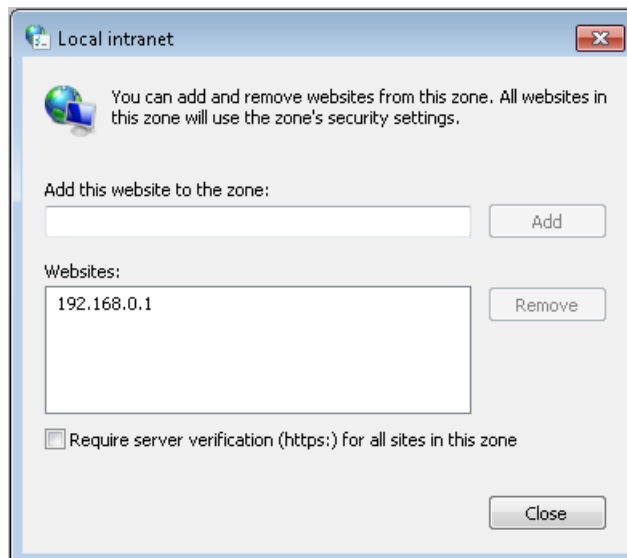 Local intranet
You can add and remove websites from this zone. All websites in
this zone will use the zone's security settings.
Add this website to the zone:
Add
Websites:
192.168.0.1
Remove
Require server verification (https:) for all sites in this zone
Close